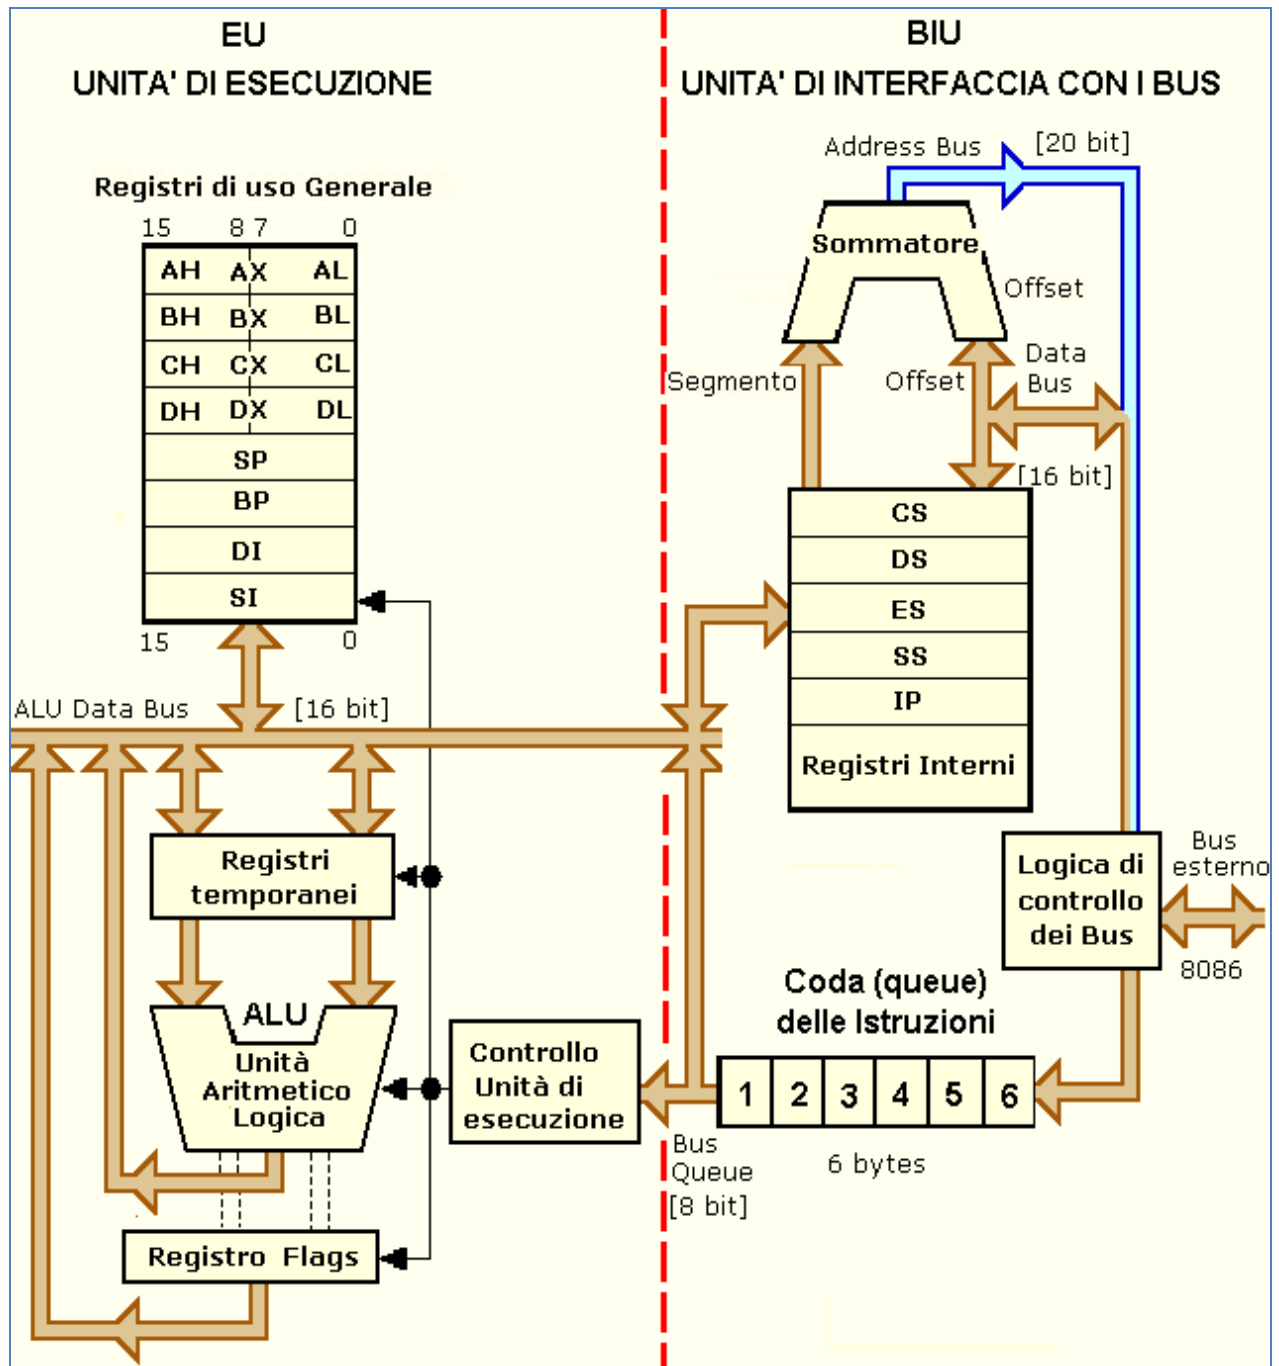 EU
UNITA' DI ESECUZIONE
Registri di uso Generale
15 8 7 0
AH AX AL
BH BX BL
CH CX CL
DH DX DL
SP
BP
DI
SI
15 0
ALU Data Bus [16 bit]
Registri
temporanei
ALU
Unità
Aritmetico
Logica
Registro Flags
Controllo
Unità di
esecuzione
BIU
UNITA' DI INTERFACCIA CON I BUS
Address Bus [20 bit]
Sommatore
Offset
Segmento Offset
Data
Bus
[16 bit]
CS
DS
ES
SS
IP
Registri Interni
Logica di
controllo
dei Bus
Bus
esterno
8086
Coda (queue)
delle Istruzioni
1 2 3 4 5 6
6 bytes
Bus
Queue
[8 bit]